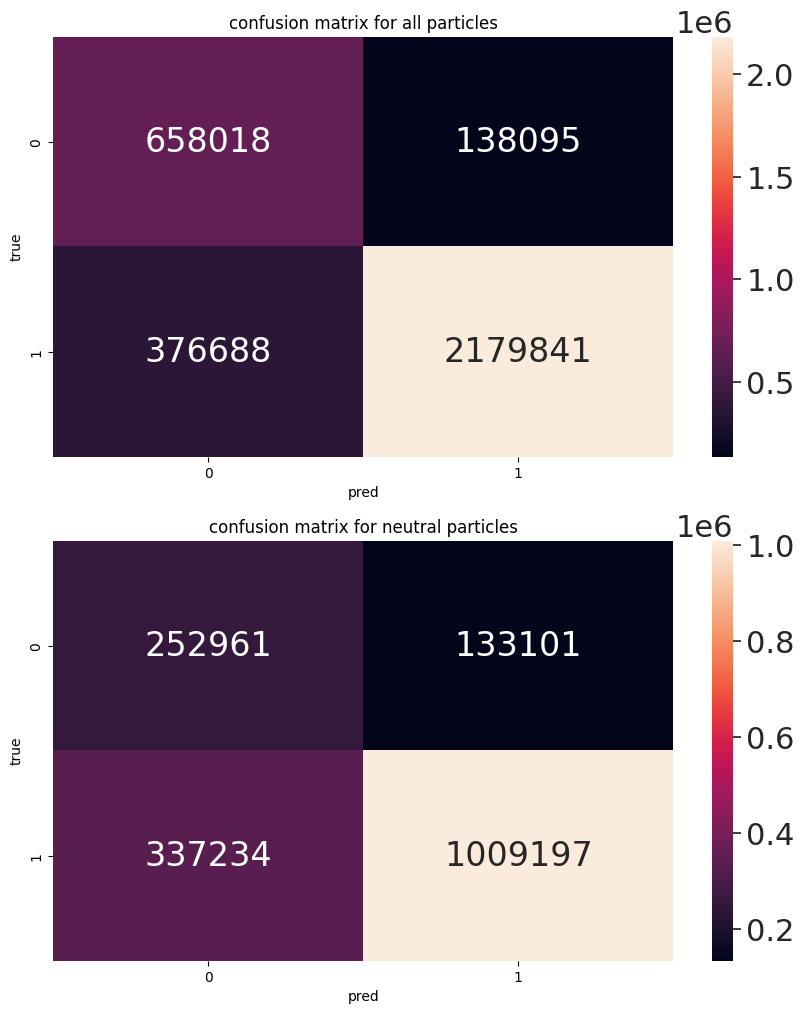 confusion matrix for all particles
1e6
658018 138095
376688 2179841
0
1
true
0 1
pred
2.0
1.5
1.0
0.5
confusion matrix for neutral particles
1e6
252961 133101
337234 1009197
0
1
true
0 1
pred
1.0
0.8
0.6
0.4
0.2